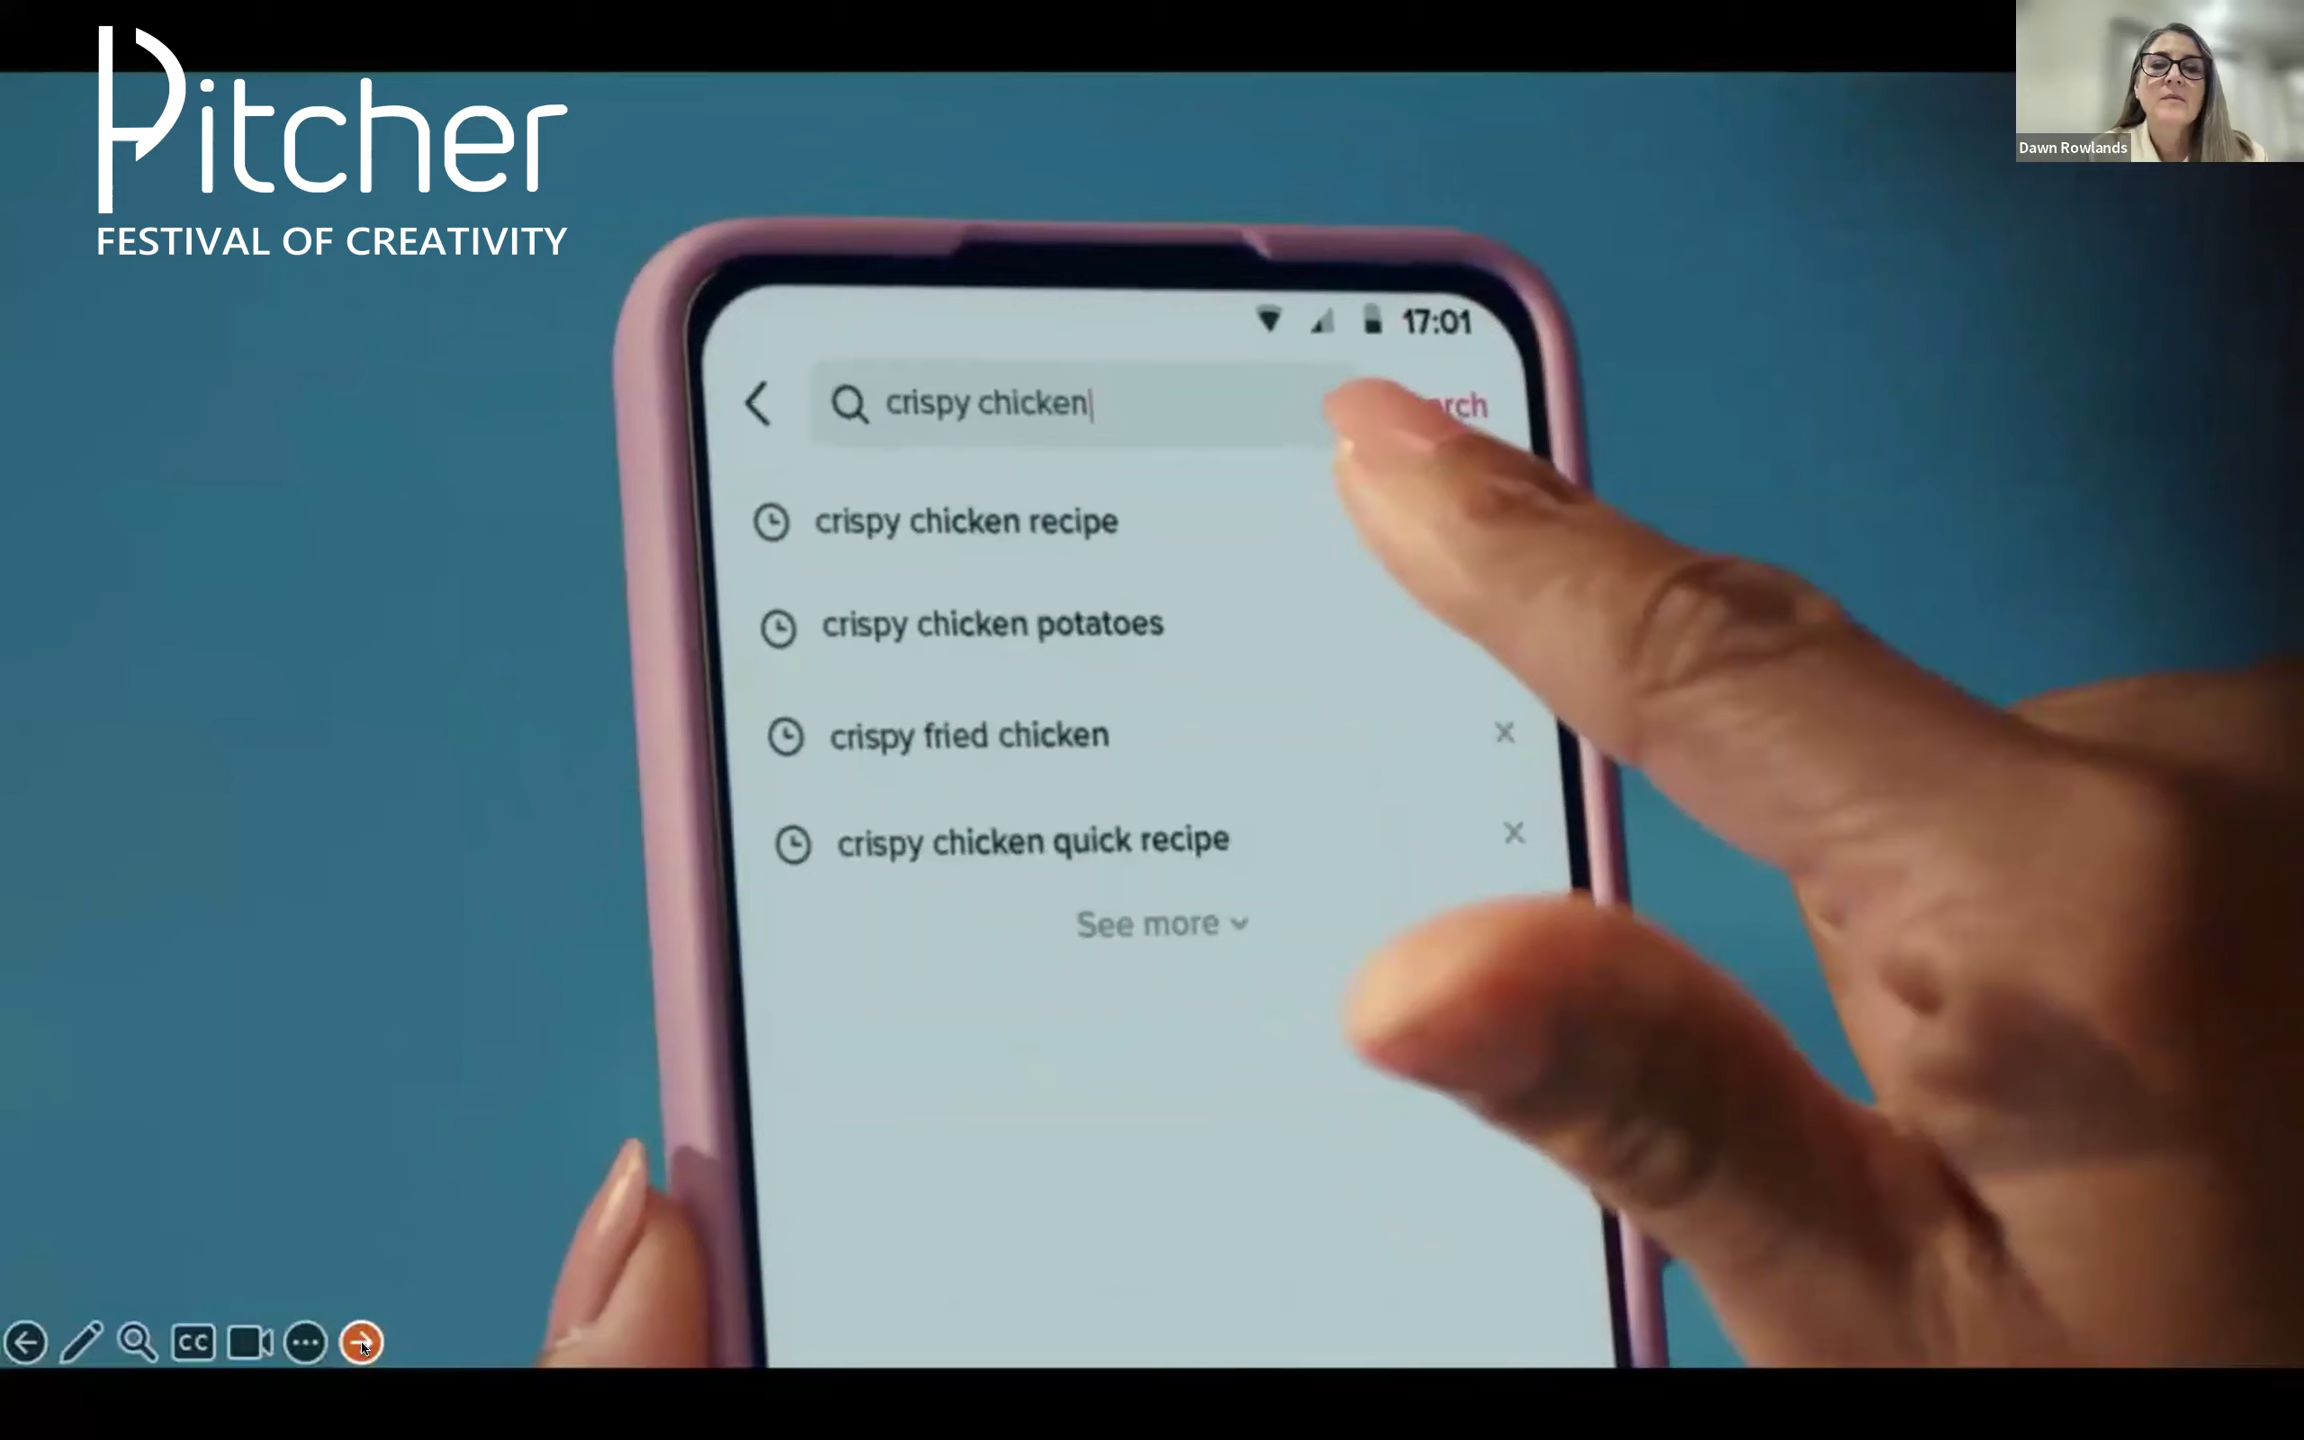 Pitcher
FESTIVAL OF CREATIVITY
Dawn Rowlands
17:01
crispy chicken
crispy chicken recipe
crispy chicken potatoes
crispy fried chicken
crispy chicken quick recipe
See more
CC